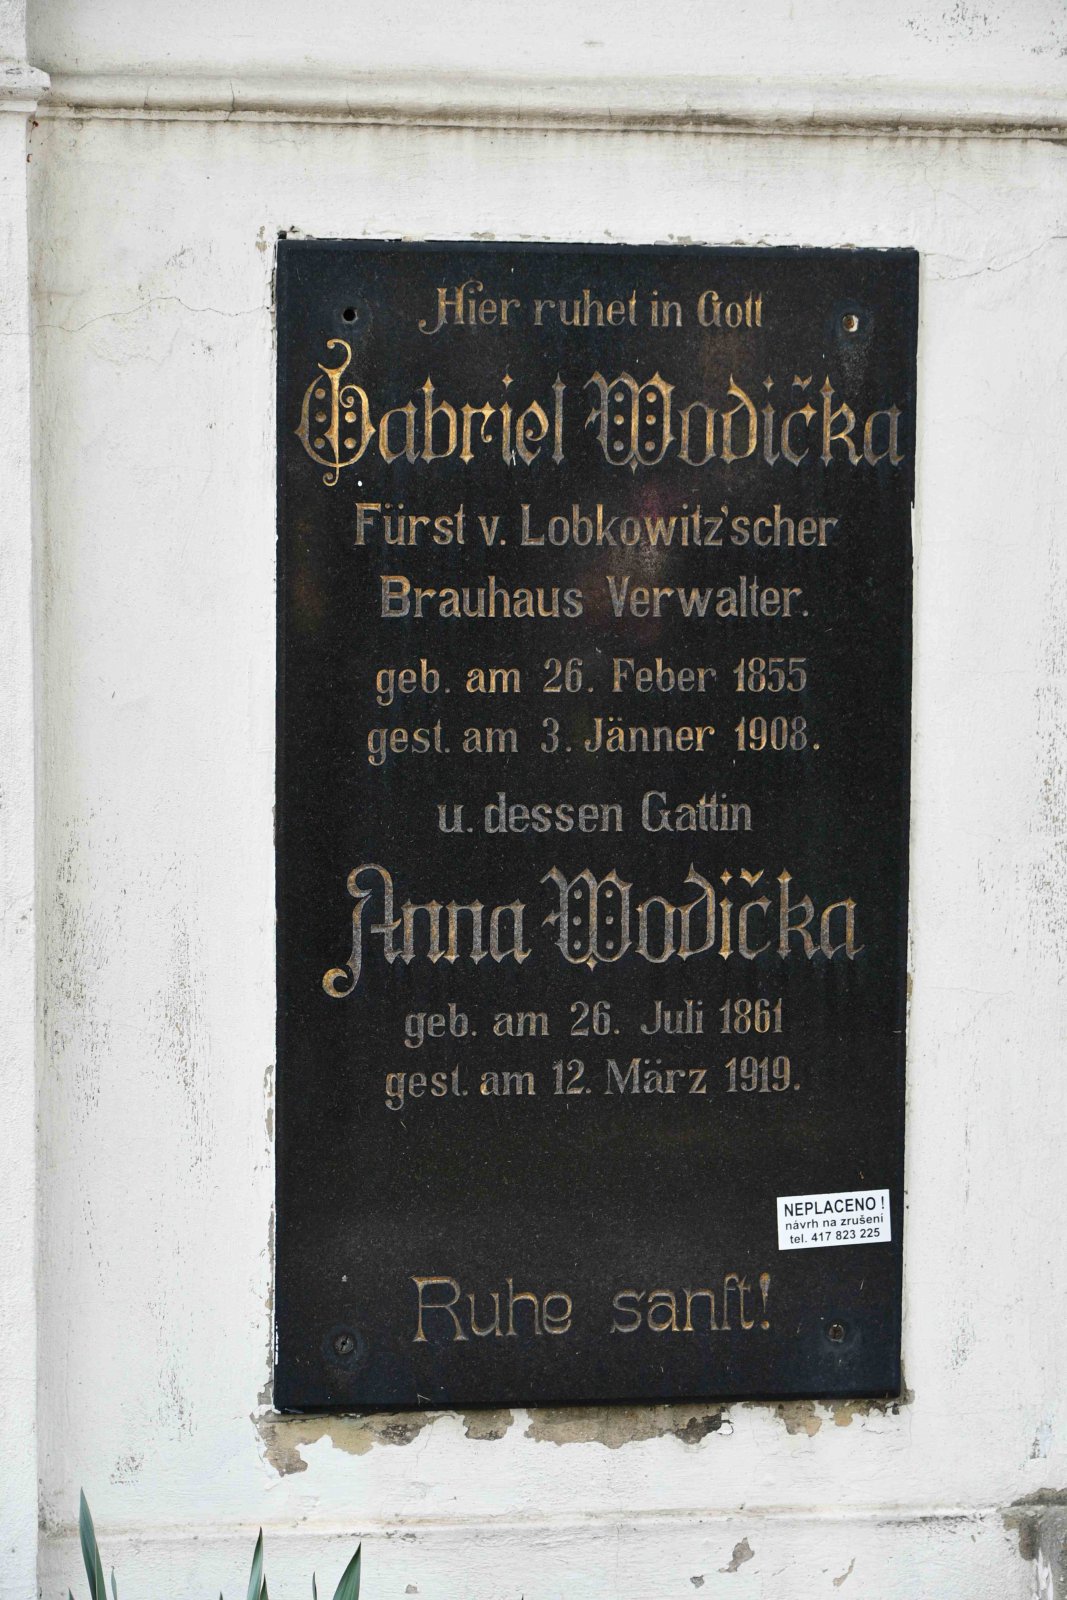 Hier ruhet in Gott
Gabriel Wodička
Fürst v. Lobkowitz'scher
Brauhaus Verwalter.
geb. am 26. Feber 1855
gest. am 3. Jänner 1908.
u. dessen Gattin
Anna Wodička
geb. am 26. Juli 1861
gest. am 12. März 1919.
NEPLACENO !
návrh na zrušení
tel. 417 823 225
Ruhe sanft!